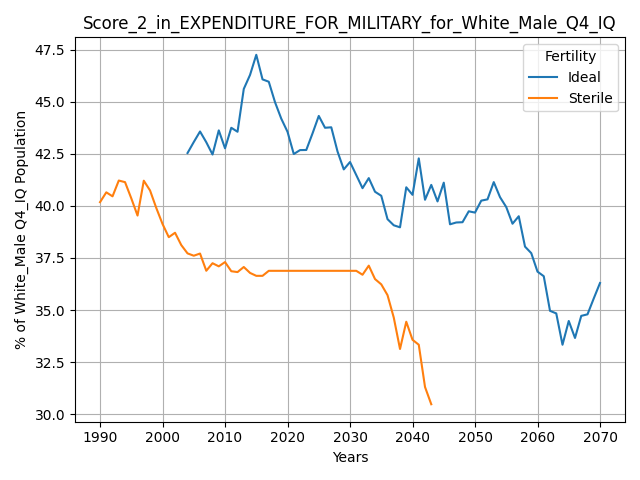 Score_2_in_EXPENDITURE_FOR_MILITARY_for_White_Male_Q4_IQ
Fertility
Ideal
Sterile
% of White_Male Q4_IQ Population
47.5
45.0
42.5
40.0
37.5
35.0
32.5
30.0
1990 2000 2010 2020 2030 2040 2050 2060 2070
Years